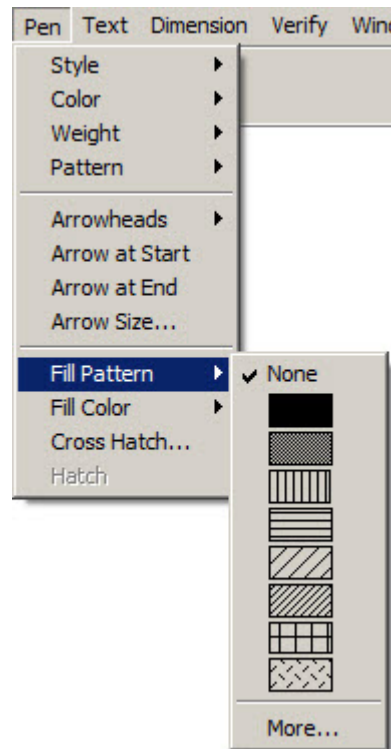 Pen Text Dimension Verify
Style
Color
Weight
Pattern
Arrowheads
Arrow at Start
Arrow at End
Arrow Size...
Fill Pattern
None
Fill Color
Cross Hatch...
Hatch
More...